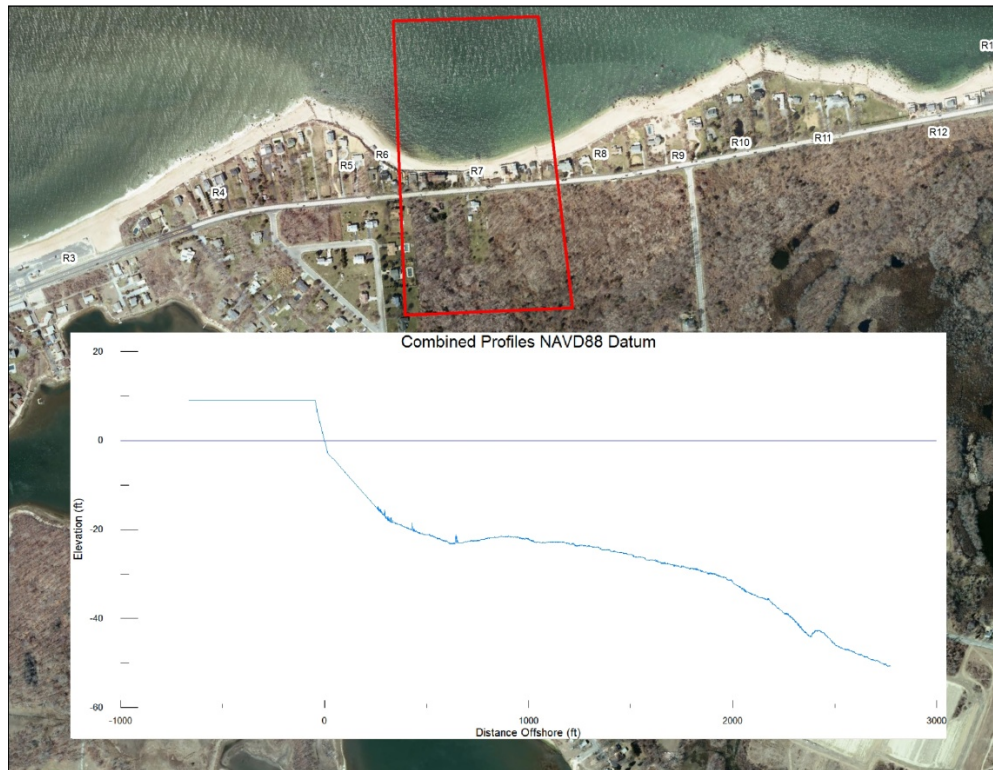 R1
R12
R11
R10
R9
R8
R7
R6
R5
R4
R3
Combined Profiles NAVD88 Datum
20
0
-20
-40
-60
Elevation (ft)
-1000
0
1000
2000
3000
Distance Offshore (ft)